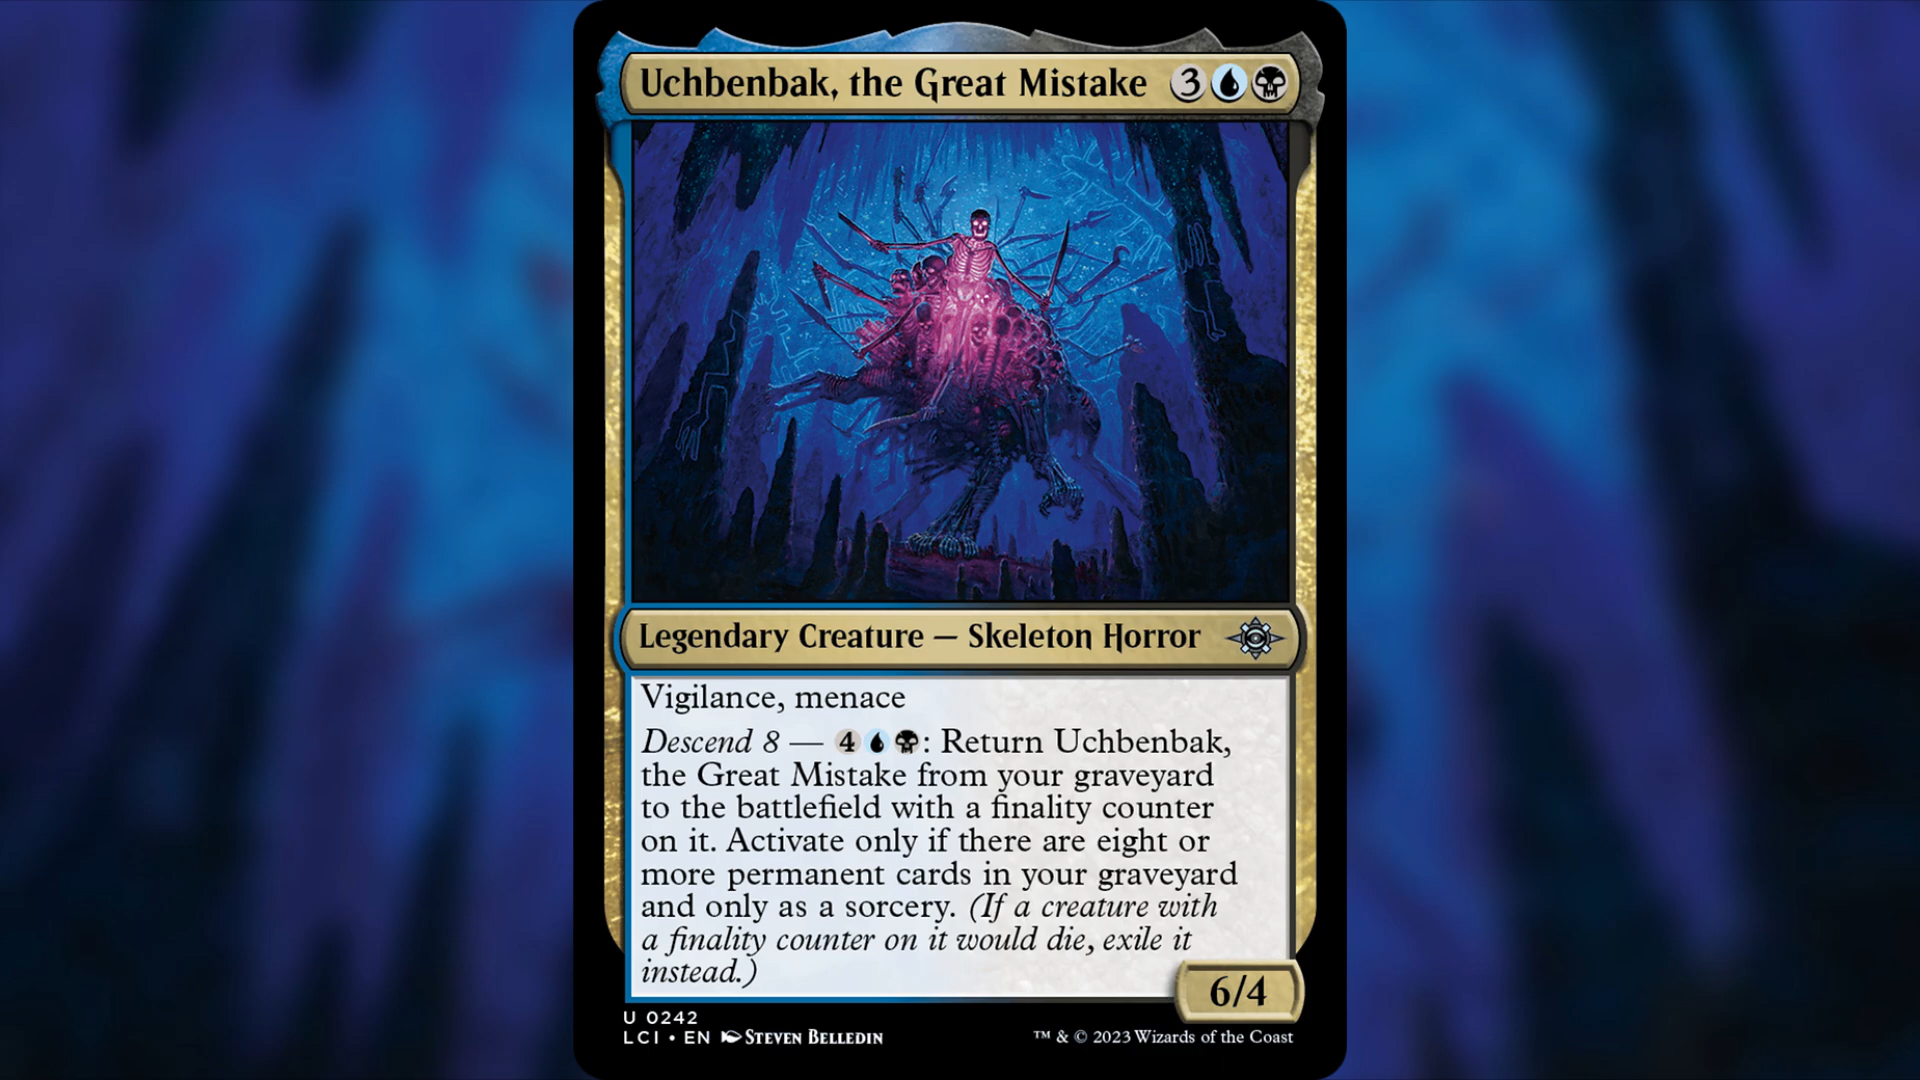 Uchbenbak, the Great Mistake 3
Legendary Creature — Skeleton Horror
Vigilance, menace
Descend 8 — 4 : Return Uchbenbak,
the Great Mistake from your graveyard
to the battlefield with a finality counter
on it. Activate only if there are eight or
more permanent cards in your graveyard
and only as a sorcery. (If a creature with
a finality counter on it would die, exile it
instead.)
6/4
U 0242
LCI • EN STEVEN BELLEDIN
™ & © 2023 Wizards of the Coast